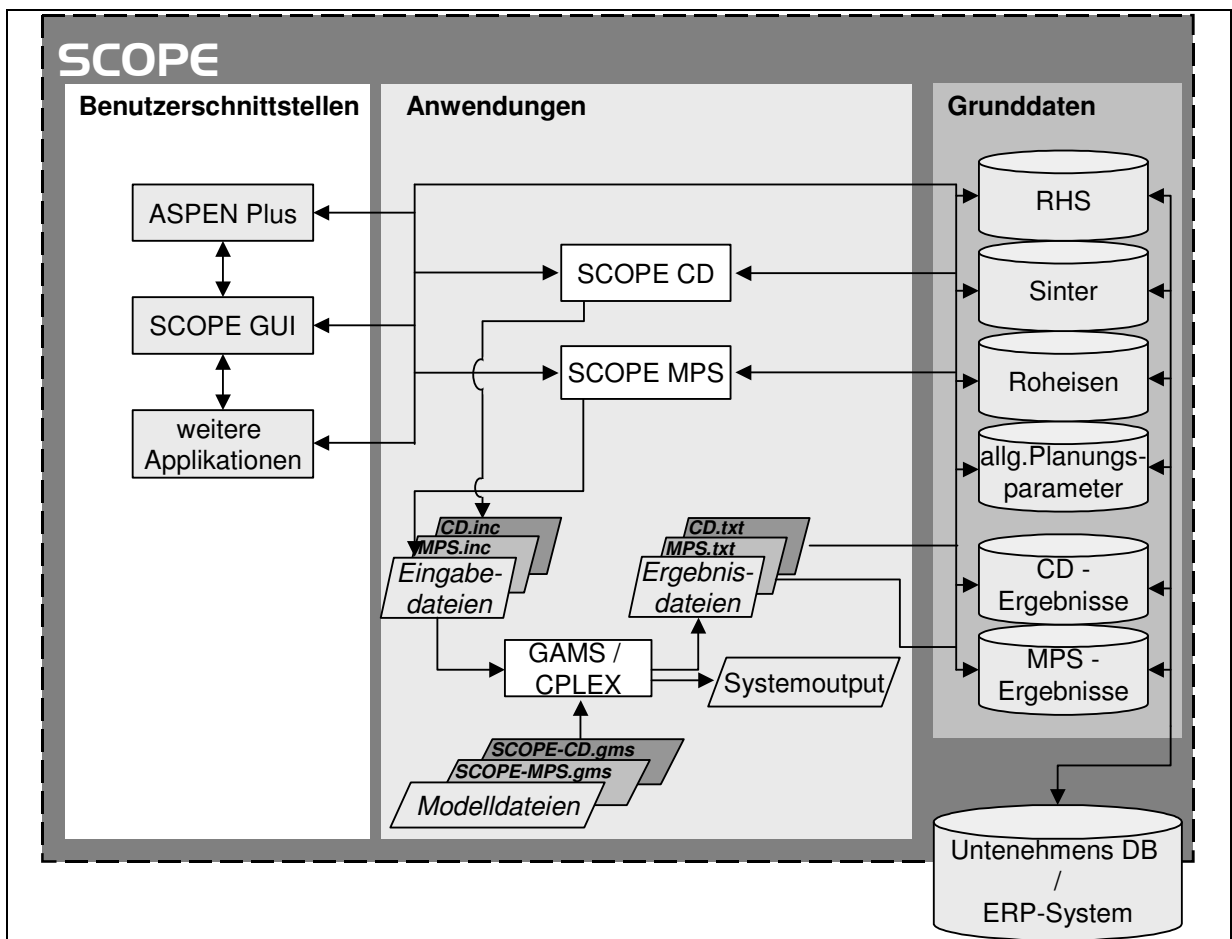 SCOPE
Benutzerschnittstellen
ASPEN Plus
SCOPE GUI
weitere
Applikationen
Anwendungen
SCOPE CD
SCOPE MPS
CD.inc
MPS.inc
Eingabe-
dateien
CD.txt
MPS.txt
Ergebnis-
dateien
GAMS /
CPLEX
Systemoutput
SCOPE-CD.gms
SCOPE-MPS.gms
Modelldateien
Grunddaten
RHS
Sinter
Roheisen
allg.Planungs-
parameter
CD -
Ergebnisse
MPS -
Ergebnisse
Untenehmens DB
/
ERP-System